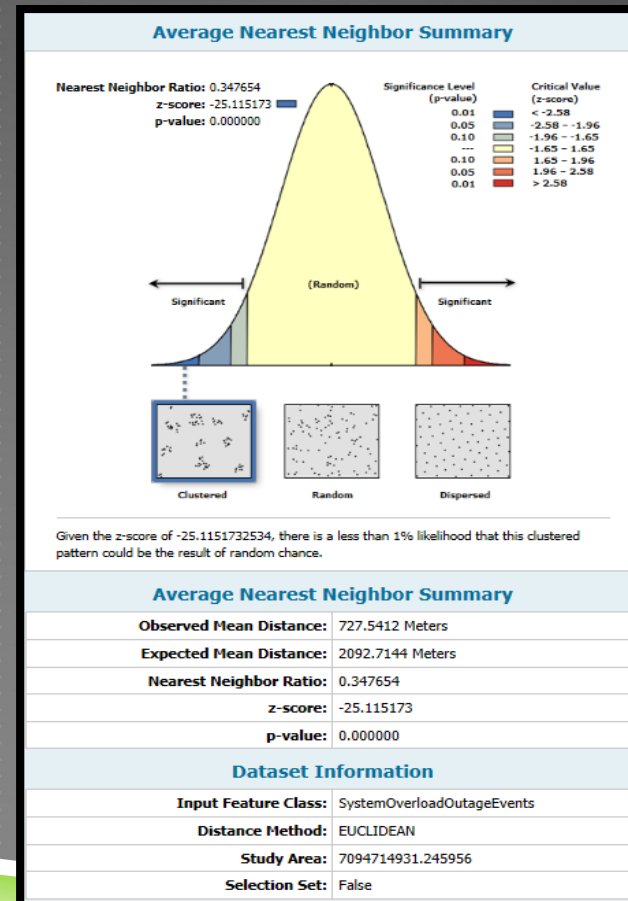 Average Nearest Neighbor Summary
Nearest Neighbor Ratio: 0.347654
z-score: -25.115173
p-value: 0.000000
Significance Level (p-value) Critical Value (z-score)
0.01 < -2.58
0.05 -2.58 - -1.96
0.10 -1.96 - -1.65
--- -1.65 - 1.65
0.10 1.65 - 1.96
0.05 1.96 - 2.58
0.01 > 2.58
(Random)
Significant Significant
Clustered Random Dispersed
Given the z-score of -25.1151732534, there is a less than 1% likelihood that this clustered
pattern could be the result of random chance.
Average Nearest Neighbor Summary
Observed Mean Distance: 727.5412 Meters
Expected Mean Distance: 2092.7144 Meters
Nearest Neighbor Ratio: 0.347654
z-score: -25.115173
p-value: 0.000000
Dataset Information
Input Feature Class: SystemOverloadOutageEvents
Distance Method: EUCLIDEAN
Study Area: 7094714931.245956
Selection Set: False